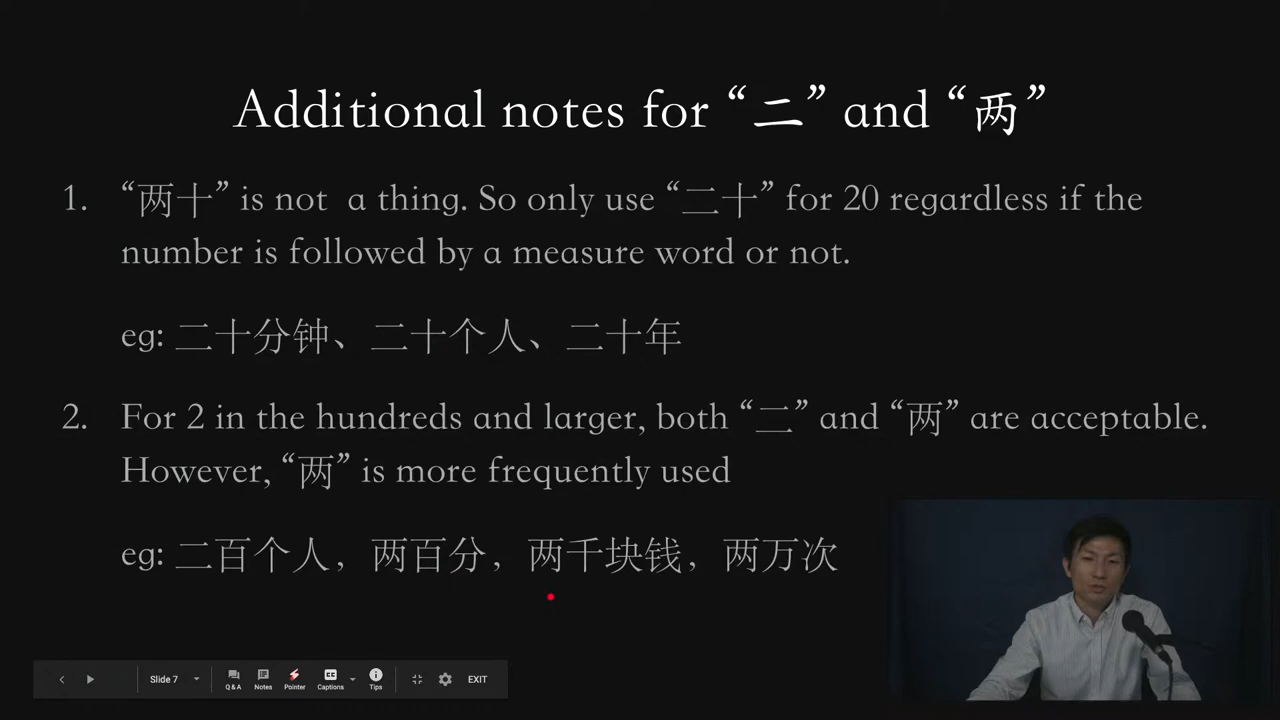 Additional notes for “二” and “两”
1. “两十” is not a thing. So only use “二十” for 20 regardless if the
number is followed by a measure word or not.
eg: 二十分钟、二十个人、二十年
2. For 2 in the hundreds and larger, both “二” and “两” are acceptable.
However, “两” is more frequently used
eg: 二百个人，两百分，两千块钱，两万次
Slide 7
Q & A
Notes
Pointer
CC
Captions
Tips
EXIT